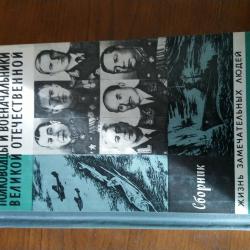 ПОЛКОВОДЦЫ И ВОЕНАЧАЛЬНИКИ
ВЕЛИКОЙ ОТЕЧЕСТВЕННОЙ
Сборник
ЖИЗНЬ ЗАМЕЧАТЕЛЬНЫХ ЛЮДЕЙ